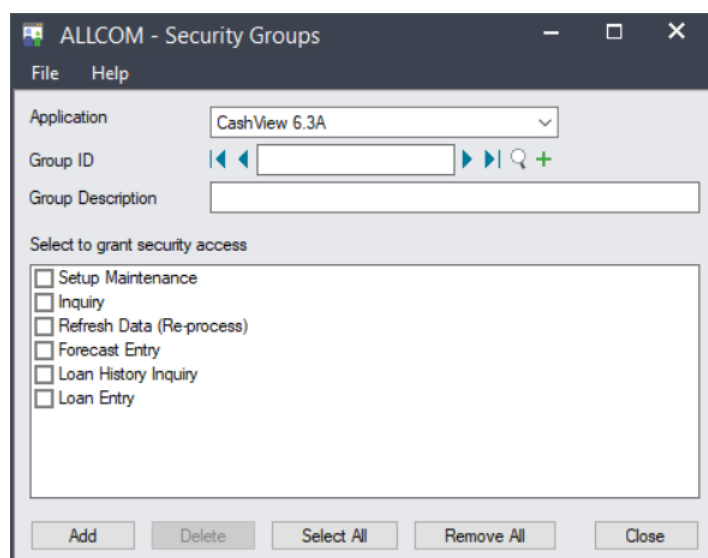 ALLCOM - Security Groups
File Help
Application CashView 6.3A
Group ID
Group Description
Select to grant security access
Setup Maintenance
Inquiry
Refresh Data (Re-process)
Forecast Entry
Loan History Inquiry
Loan Entry
Add Delete Select All Remove All Close